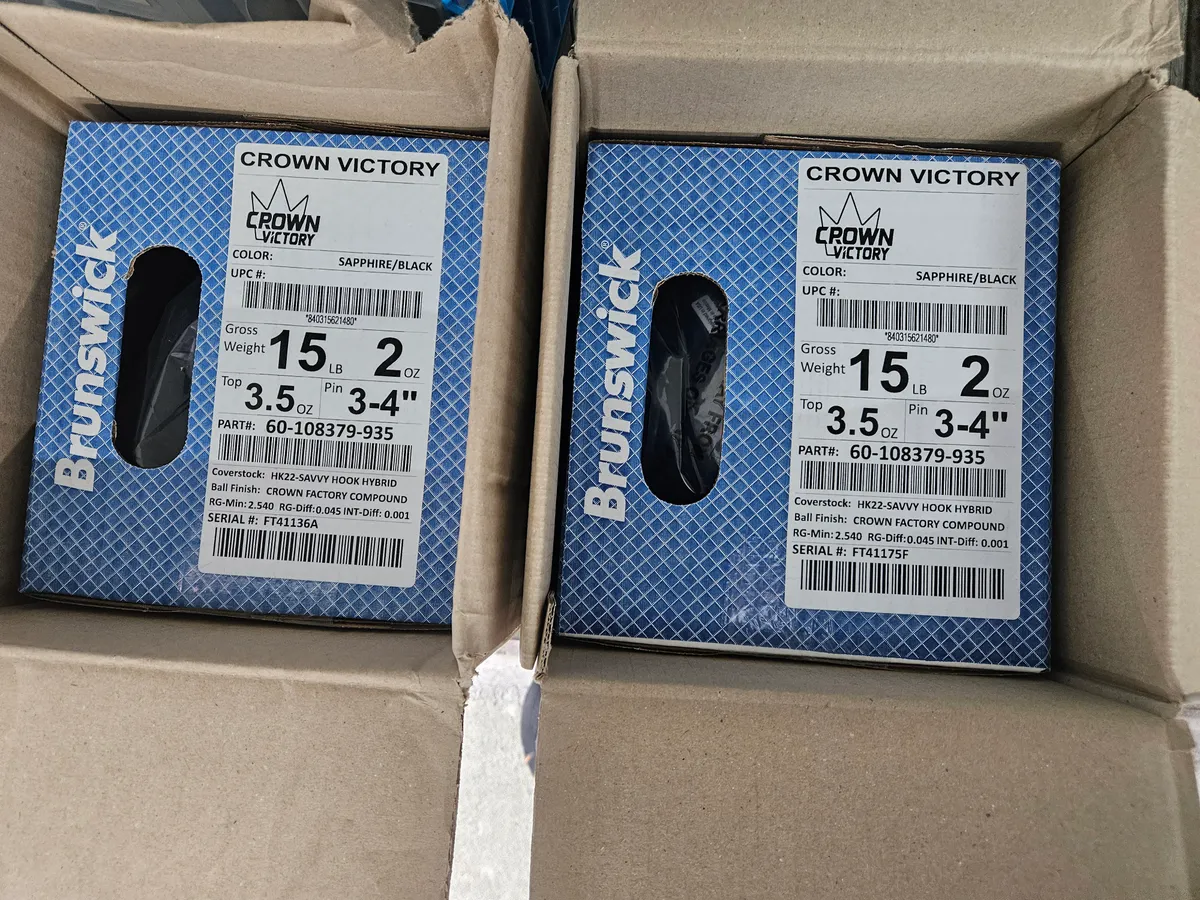 Brunswick®
CROWN VICTORY
CROWN
VICTORY
COLOR: SAPPHIRE/BLACK
UPC #:
*840315621480*
Gross
Weight 15 LB 2 OZ
Top 3.5 OZ Pin 3-4"
PART#: 60-108379-935
Coverstock: HK22-SAVVY HOOK HYBRID
Ball Finish: CROWN FACTORY COMPOUND
RG-Min: 2.540 RG-Diff: 0.045 INT-Diff: 0.001
SERIAL #: FT41136A
Brunswick®
CROWN VICTORY
CROWN
VICTORY
COLOR: SAPPHIRE/BLACK
UPC #:
*840315621480*
Gross
Weight 15 LB 2 OZ
Top 3.5 OZ Pin 3-4"
PART#: 60-108379-935
Coverstock: HK22-SAVVY HOOK HYBRID
Ball Finish: CROWN FACTORY COMPOUND
RG-Min: 2.540 RG-Diff: 0.045 INT-Diff: 0.001
SERIAL #: FT41175F